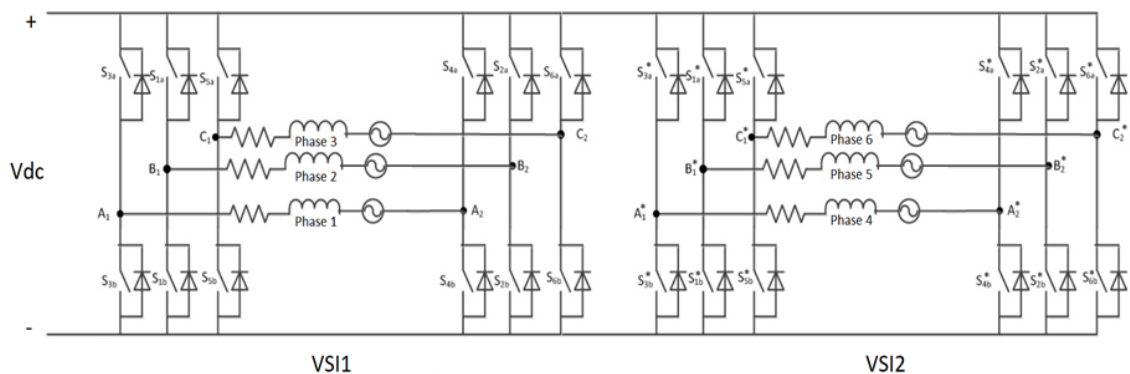 +
S3a
S1a
S5a
S4a
S2a
S6a
S3a*
S1a*
S5a*
S4a*
S2a*
S6a*
C1
Phase 3
C2
C1*
Phase 6
C2*
Vdc
B1
Phase 2
B2
B1*
Phase 5
B2*
A1
Phase 1
A2
A1*
Phase 4
A2*
S3b
S1b
S5b
S4b
S2b
S6b
S3b*
S1b*
S5b*
S4b*
S2b*
S6b*
-
VSI1
VSI2